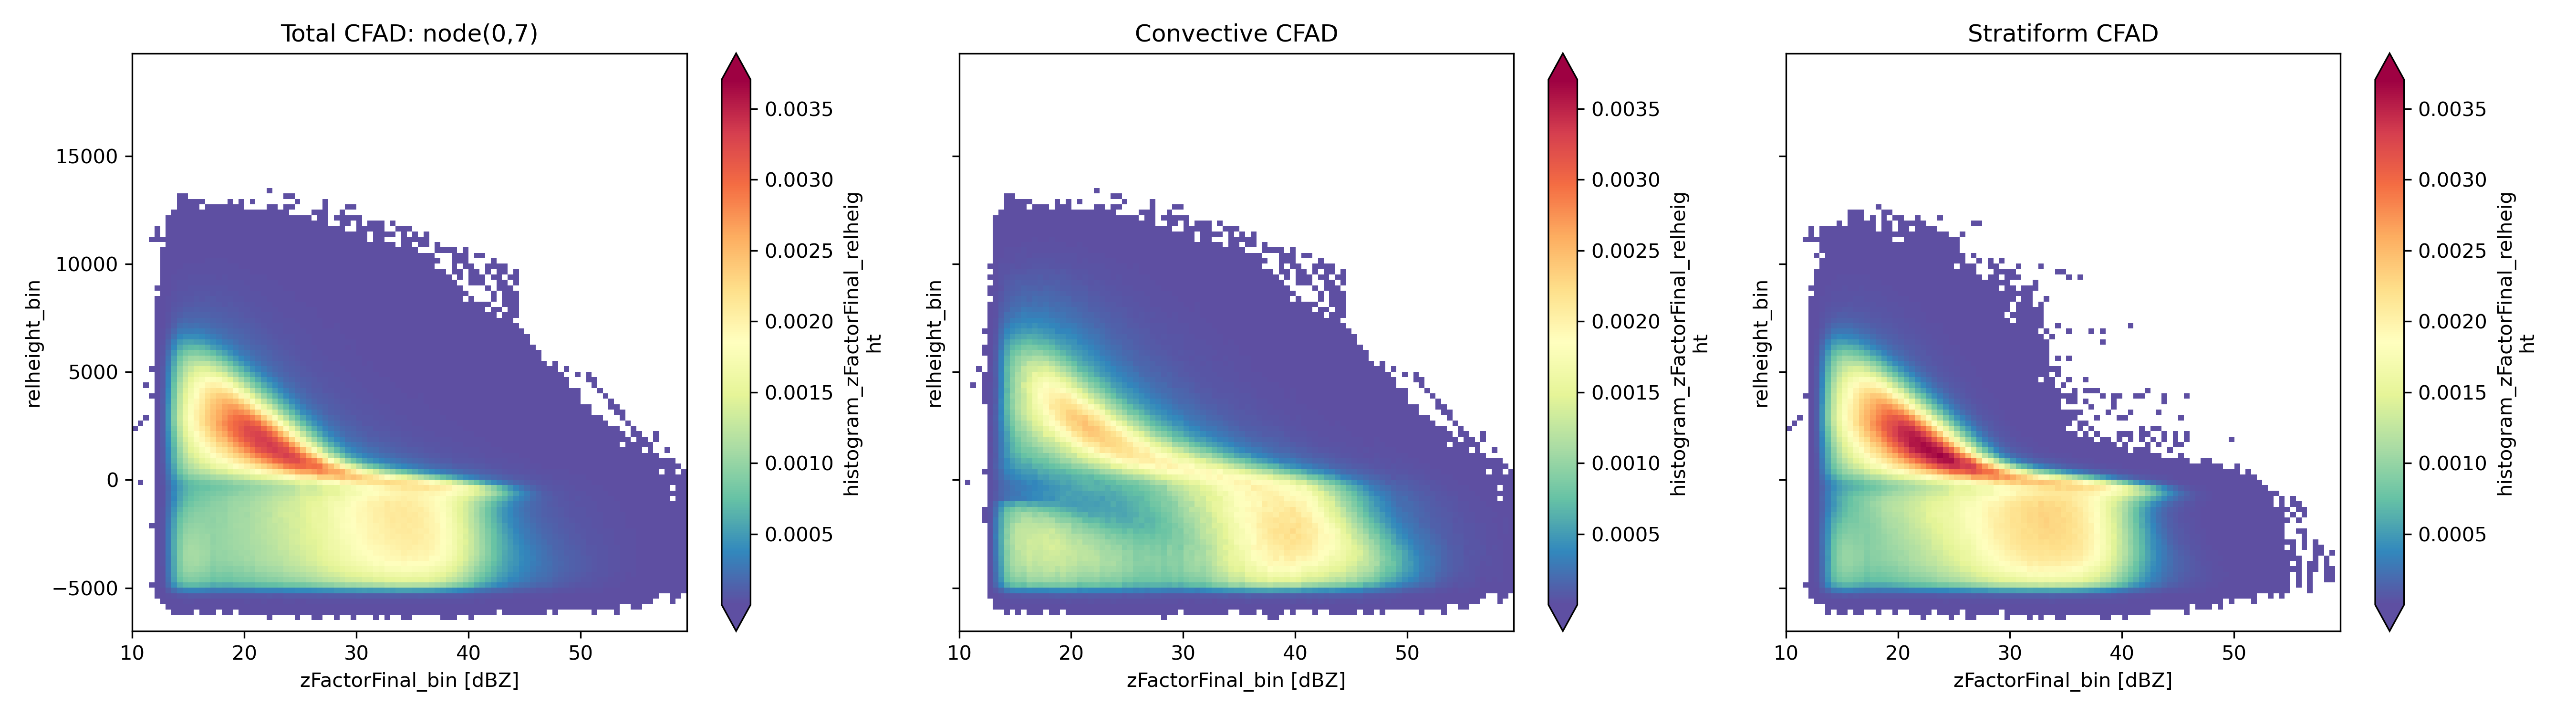 Total CFAD: node(0,7)
Convective CFAD
Stratiform CFAD
15000
10000
5000
0
−5000
relheight_bin
10
20
30
40
50
zFactorFinal_bin [dBZ]
0.0035
0.0030
0.0025
0.0020
0.0015
0.0010
0.0005
histogram_zFactorFinal_relheig
ht
relheight_bin
10
20
30
40
50
zFactorFinal_bin [dBZ]
0.0035
0.0030
0.0025
0.0020
0.0015
0.0010
0.0005
histogram_zFactorFinal_relheig
ht
relheight_bin
10
20
30
40
50
zFactorFinal_bin [dBZ]
0.0035
0.0030
0.0025
0.0020
0.0015
0.0010
0.0005
histogram_zFactorFinal_relheig
ht